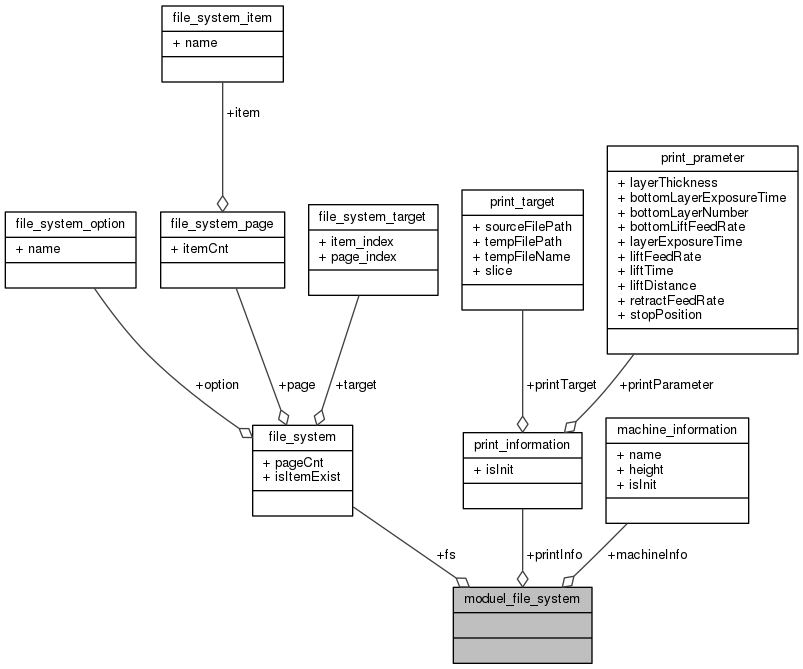 file_system_item
+ name
+item
print_prameter
+ layerThickness
+ bottomLayerExposureTime
+ bottomLayerNumber
+ bottomLiftFeedRate
+ layerExposureTime
+ liftFeedRate
+ liftTime
+ liftDistance
+ retractFeedRate
+ stopPosition
print_target
+ sourceFilePath
+ tempFilePath
+ tempFileName
+ slice
file_system_option
+ name
file_system_page
+ itemCnt
file_system_target
+ item_index
+ page_index
+option
+page
+target
+printTarget
+printParameter
file_system
+ pageCnt
+ isItemExist
print_information
+ isInit
machine_information
+ name
+ height
+ isInit
+fs
+printInfo
+machineInfo
moduel_file_system